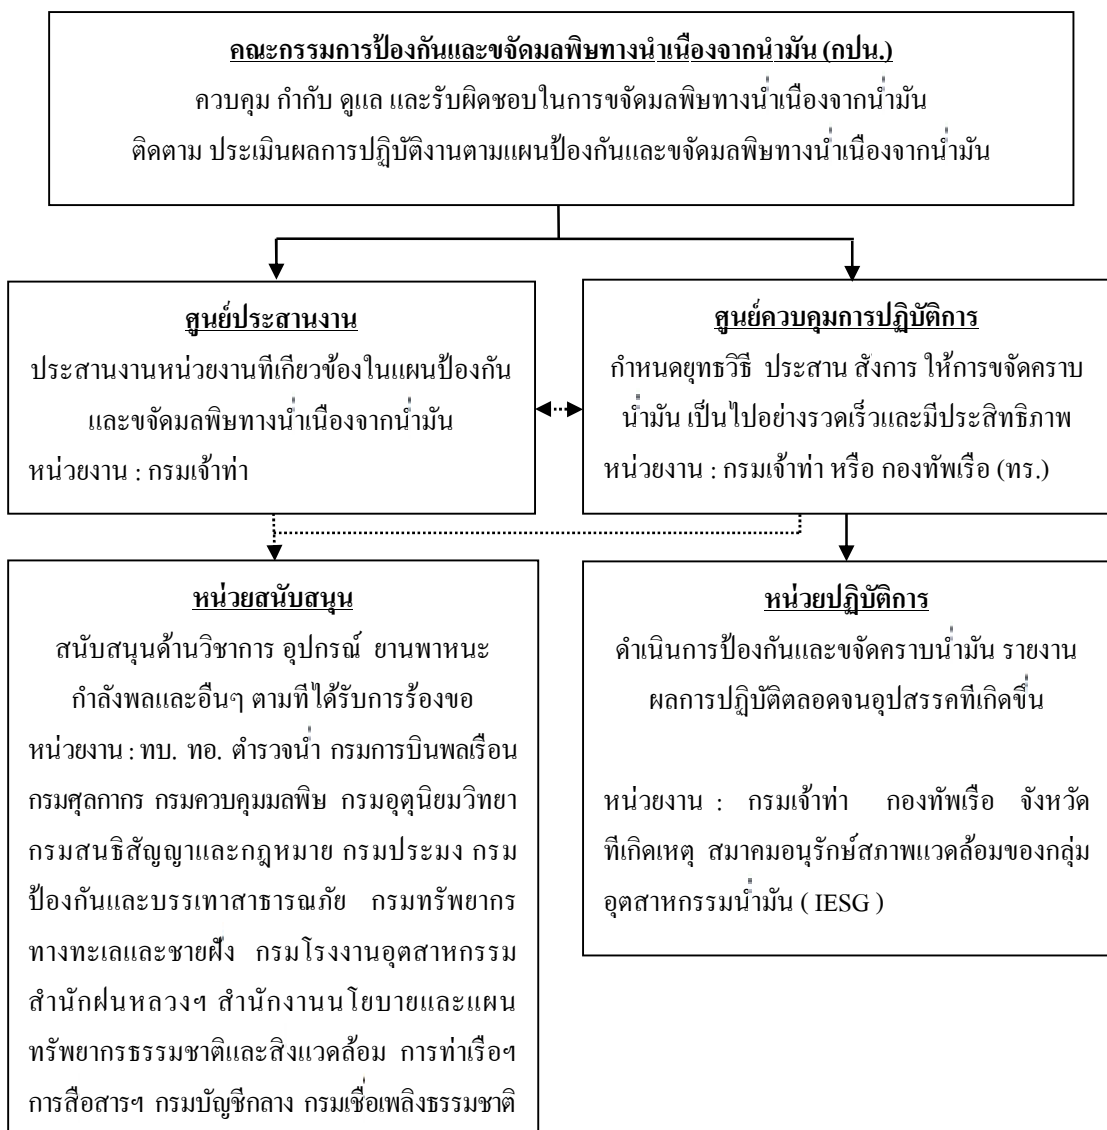 คณะกรรมการป้องกันและขจัดมลพิษทางน้ำเนื่องจากน้ำมัน (กปน.)
ควบคุม กำกับ ดูแล และรับผิดชอบในการขจัดมลพิษทางน้ำเนื่องจากน้ำมัน
ติดตาม ประเมินผลการปฏิบัติงานตามแผนป้องกันและขจัดมลพิษทางน้ำเนื่องจากน้ำมัน
ศูนย์ประสานงาน
ประสานงานหน่วยงานที่เกี่ยวข้องในแผนป้องกัน
และขจัดมลพิษทางน้ำเนื่องจากน้ำมัน
หน่วยงาน : กรมเจ้าท่า
ศูนย์ควบคุมการปฏิบัติการ
กำหนดยุทธวิธี ประสาน สั่งการ ให้การขจัดคราบ
น้ำมัน เป็นไปอย่างรวดเร็วและมีประสิทธิภาพ
หน่วยงาน : กรมเจ้าท่า หรือ กองทัพเรือ (ทร.)
หน่วยสนับสนุน
สนับสนุนด้านวิชาการ อุปกรณ์ ยานพาหนะ
กำลังพลและอื่นๆ ตามที่ได้รับการร้องขอ
หน่วยงาน : ทบ. ทอ. ตำรวจน้ำ กรมการบินพลเรือน
กรมศุลกากร กรมควบคุมมลพิษ กรมอุตุนิยมวิทยา
กรมสนธิสัญญาและกฎหมาย กรมประมง กรม
ป้องกันและบรรเทาสาธารณภัย กรมทรัพยากร
ทางทะเลและชายฝั่ง กรมโรงงานอุตสาหกรรม
สำนักฝนหลวงฯ สำนักงานนโยบายและแผน
ทรัพยากรธรรมชาติและสิ่งแวดล้อม การท่าเรือฯ
การสื่อสารฯ กรมบัญชีกลาง กรมเชื้อเพลิงธรรมชาติ
หน่วยปฏิบัติการ
ดำเนินการป้องกันและขจัดคราบน้ำมัน รายงาน
ผลการปฏิบัติตลอดจนอุปสรรคที่เกิดขึ้น
หน่วยงาน : กรมเจ้าท่า กองทัพเรือ จังหวัด
ที่เกิดเหตุ สมาคมอนุรักษ์สภาพแวดล้อมของกลุ่ม
อุตสาหกรรมน้ำมัน ( IESG )